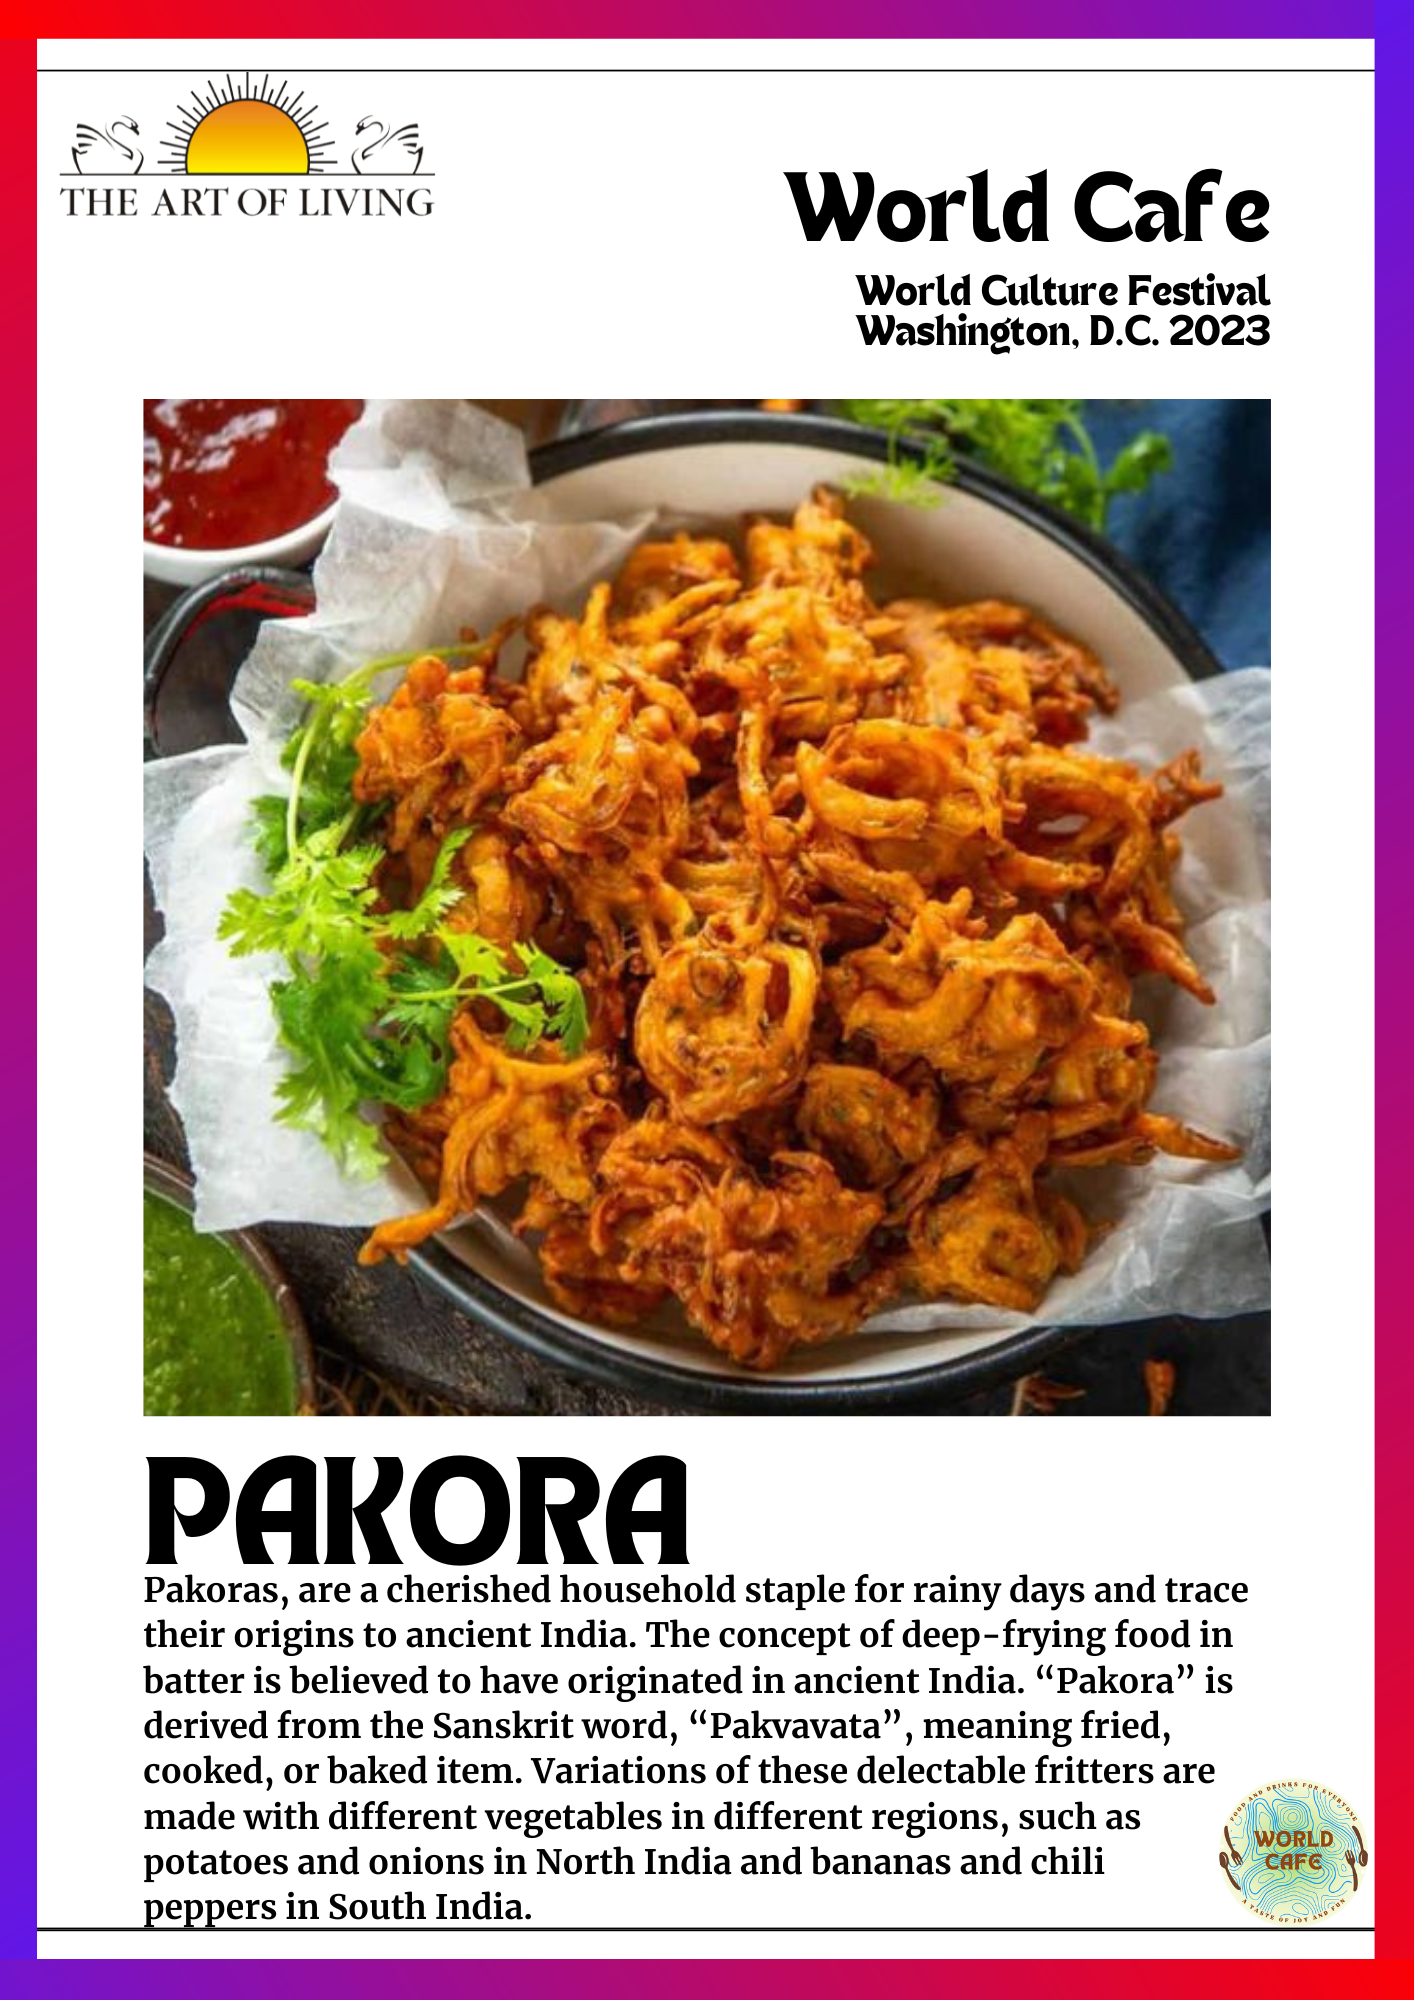 THE ART OF LIVING
World Cafe
World Culture Festival
Washington, D.C. 2023
PAKORA
Pakoras, are a cherished household staple for rainy days and trace
their origins to ancient India. The concept of deep-frying food in
batter is believed to have originated in ancient India. “Pakora” is
derived from the Sanskrit word, “Pakvavata”, meaning fried,
cooked, or baked item. Variations of these delectable fritters are
made with different vegetables in different regions, such as
potatoes and onions in North India and bananas and chili
peppers in South India.
FOOD AND DRINKS FOR EVERYONE
WORLD
CAFE
A TASTE OF JOY AND FUN